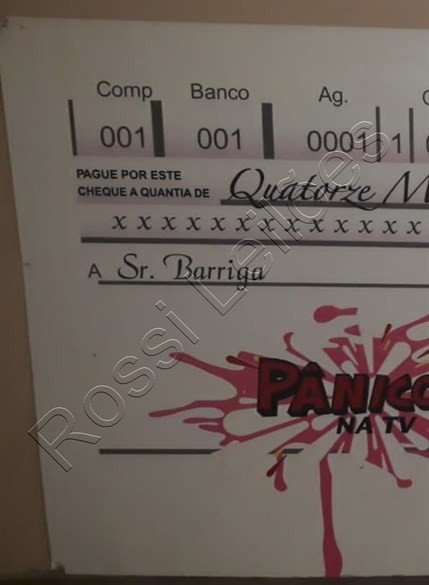 Comp Banco Ag.
001 001 0001 1
PAGUE POR ESTE
CHEQUE A QUANTIA DE Quatorze M
x x x x x x x x x x x x x x
A Sr. Barriga
PÂNICO
NA TV
Rossi Leilões